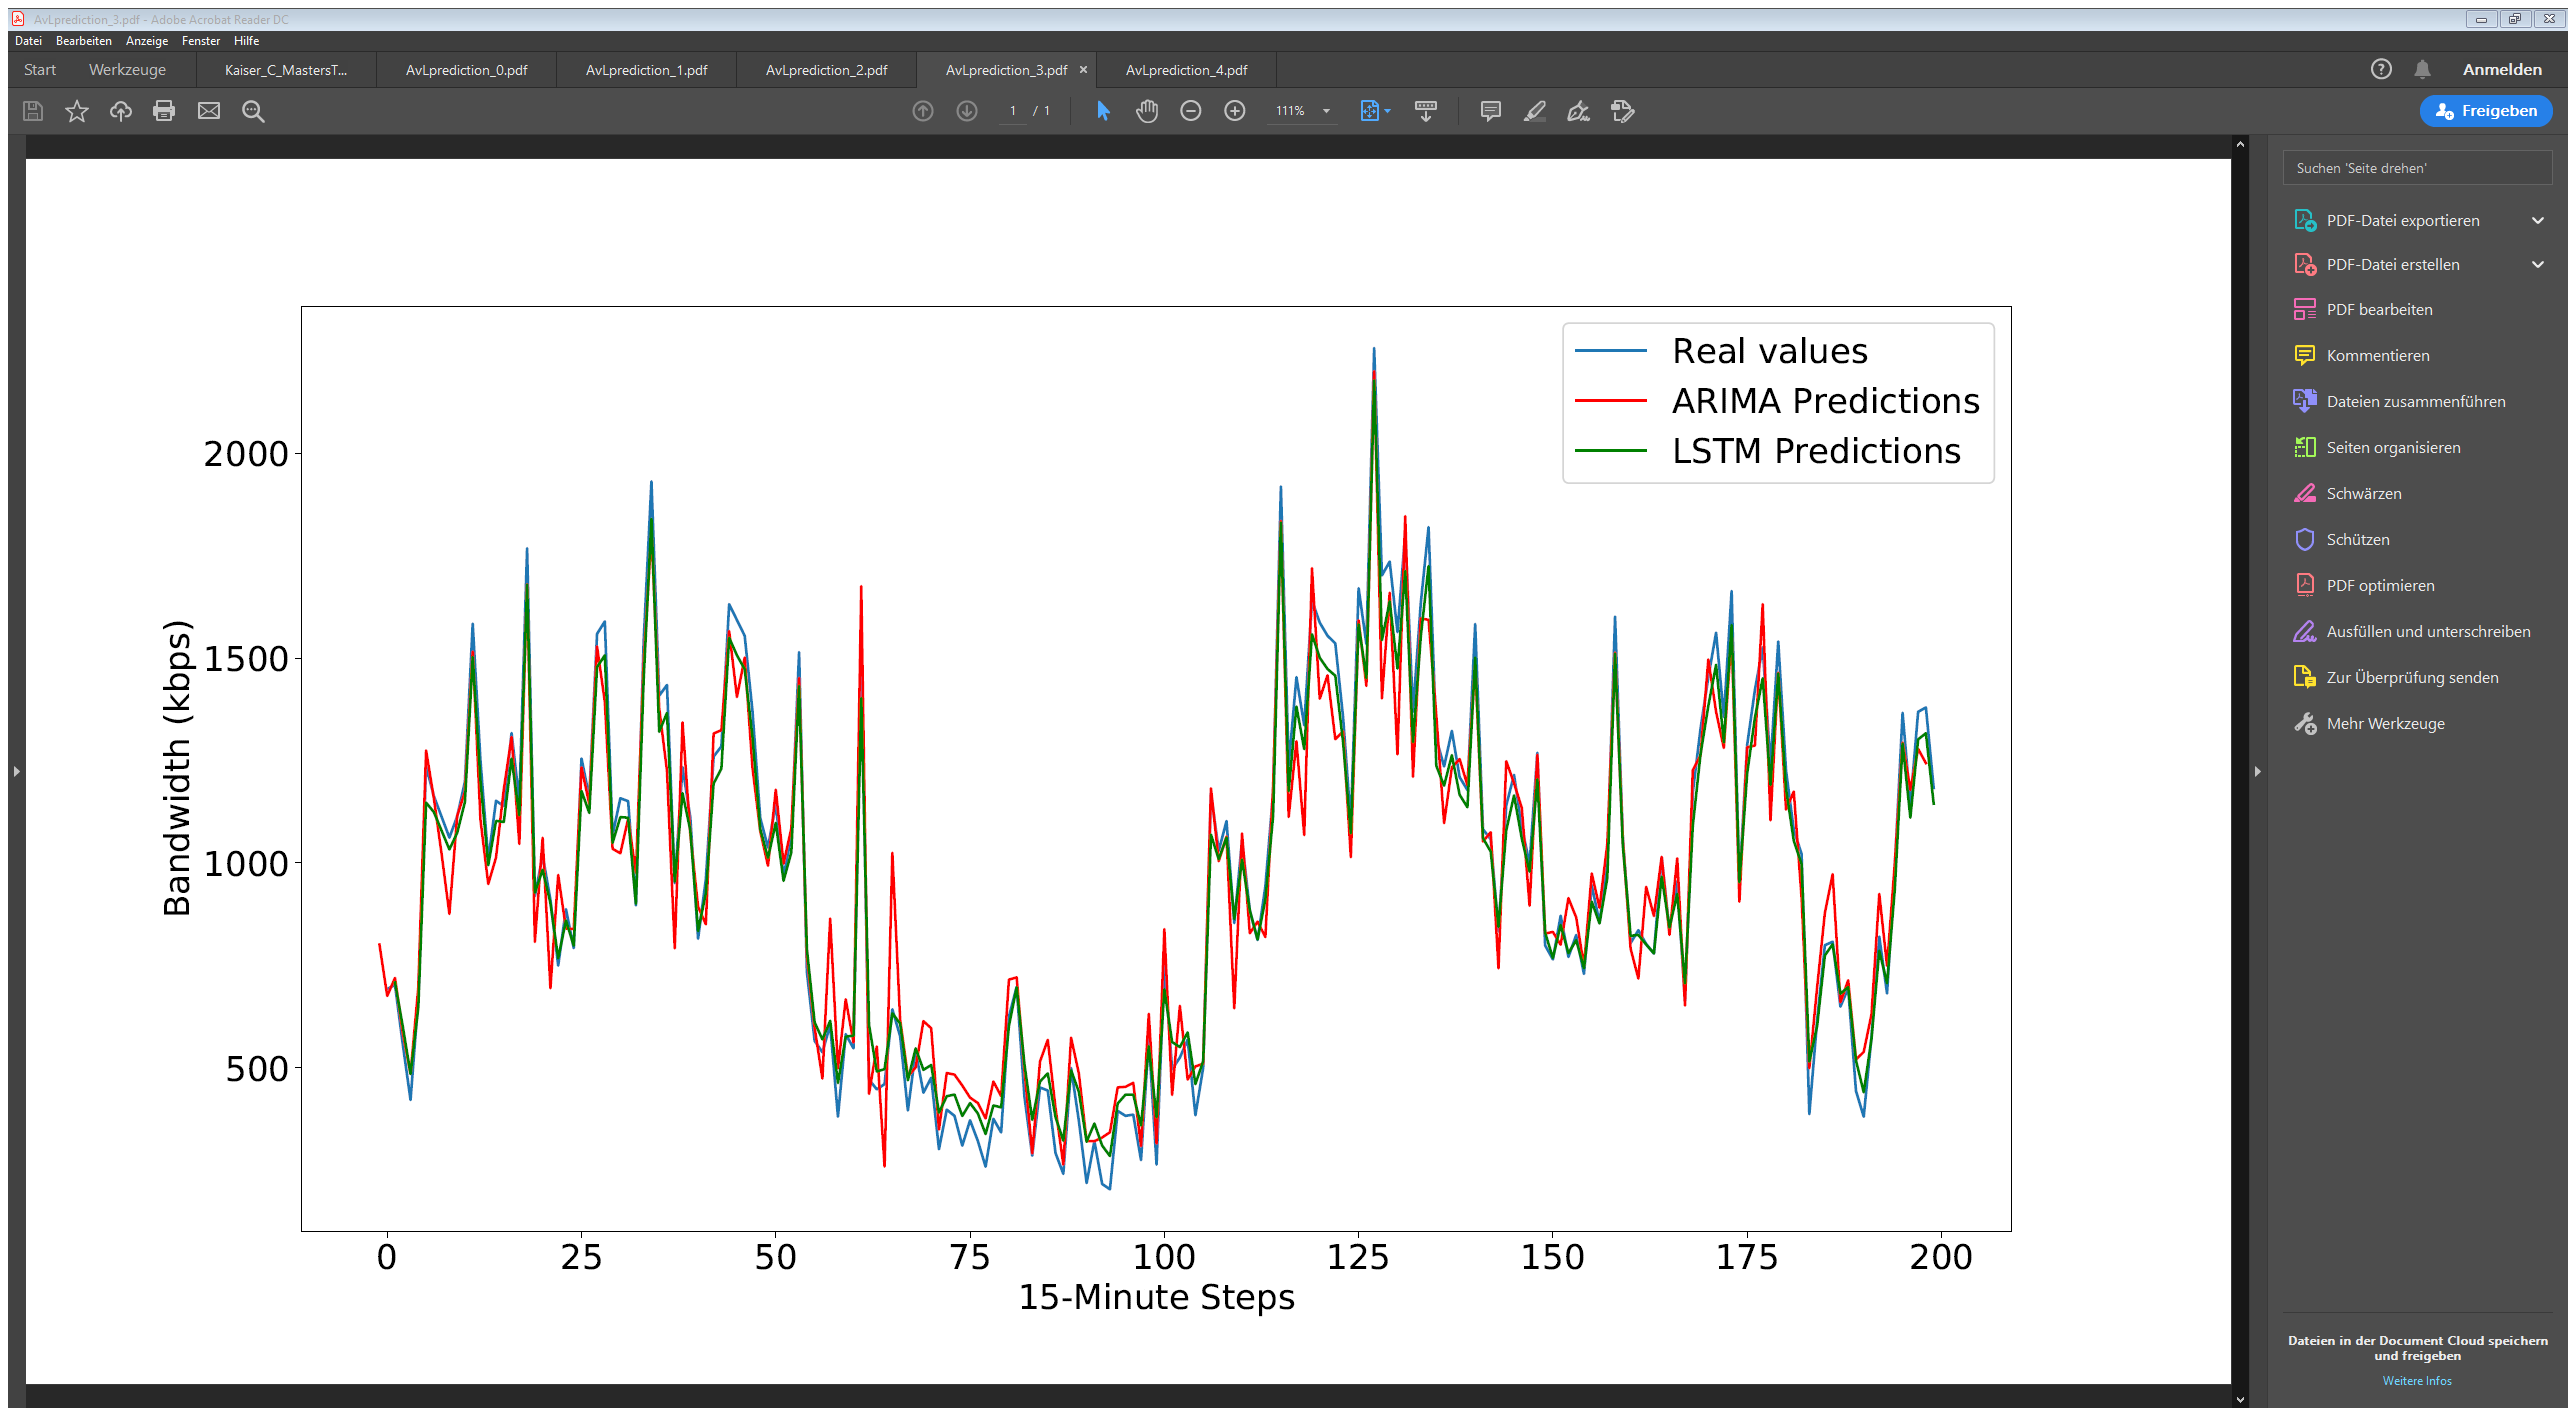 AvLprediction_3.pdf - Adobe Acrobat Reader DC
Datei Bearbeiten Anzeige Fenster Hilfe
Start Werkzeuge Kaiser_C_MastersT... AvLprediction_0.pdf AvLprediction_1.pdf AvLprediction_2.pdf AvLprediction_3.pdf × AvLprediction_4.pdf Anmelden
1 / 1 111% Freigeben
Suchen 'Seite drehen'
PDF-Datei exportieren
PDF-Datei erstellen
PDF bearbeiten
Kommentieren
Dateien zusammenführen
Seiten organisieren
Schwärzen
Schützen
PDF optimieren
Ausfüllen und unterschreiben
Zur Überprüfung senden
Mehr Werkzeuge
Dateien in der Document Cloud speichern
und freigeben
Weitere Infos
Real values
ARIMA Predictions
LSTM Predictions
Bandwidth (kbps)
2000
1500
1000
500
0 25 50 75 100 125 150 175 200
15-Minute Steps